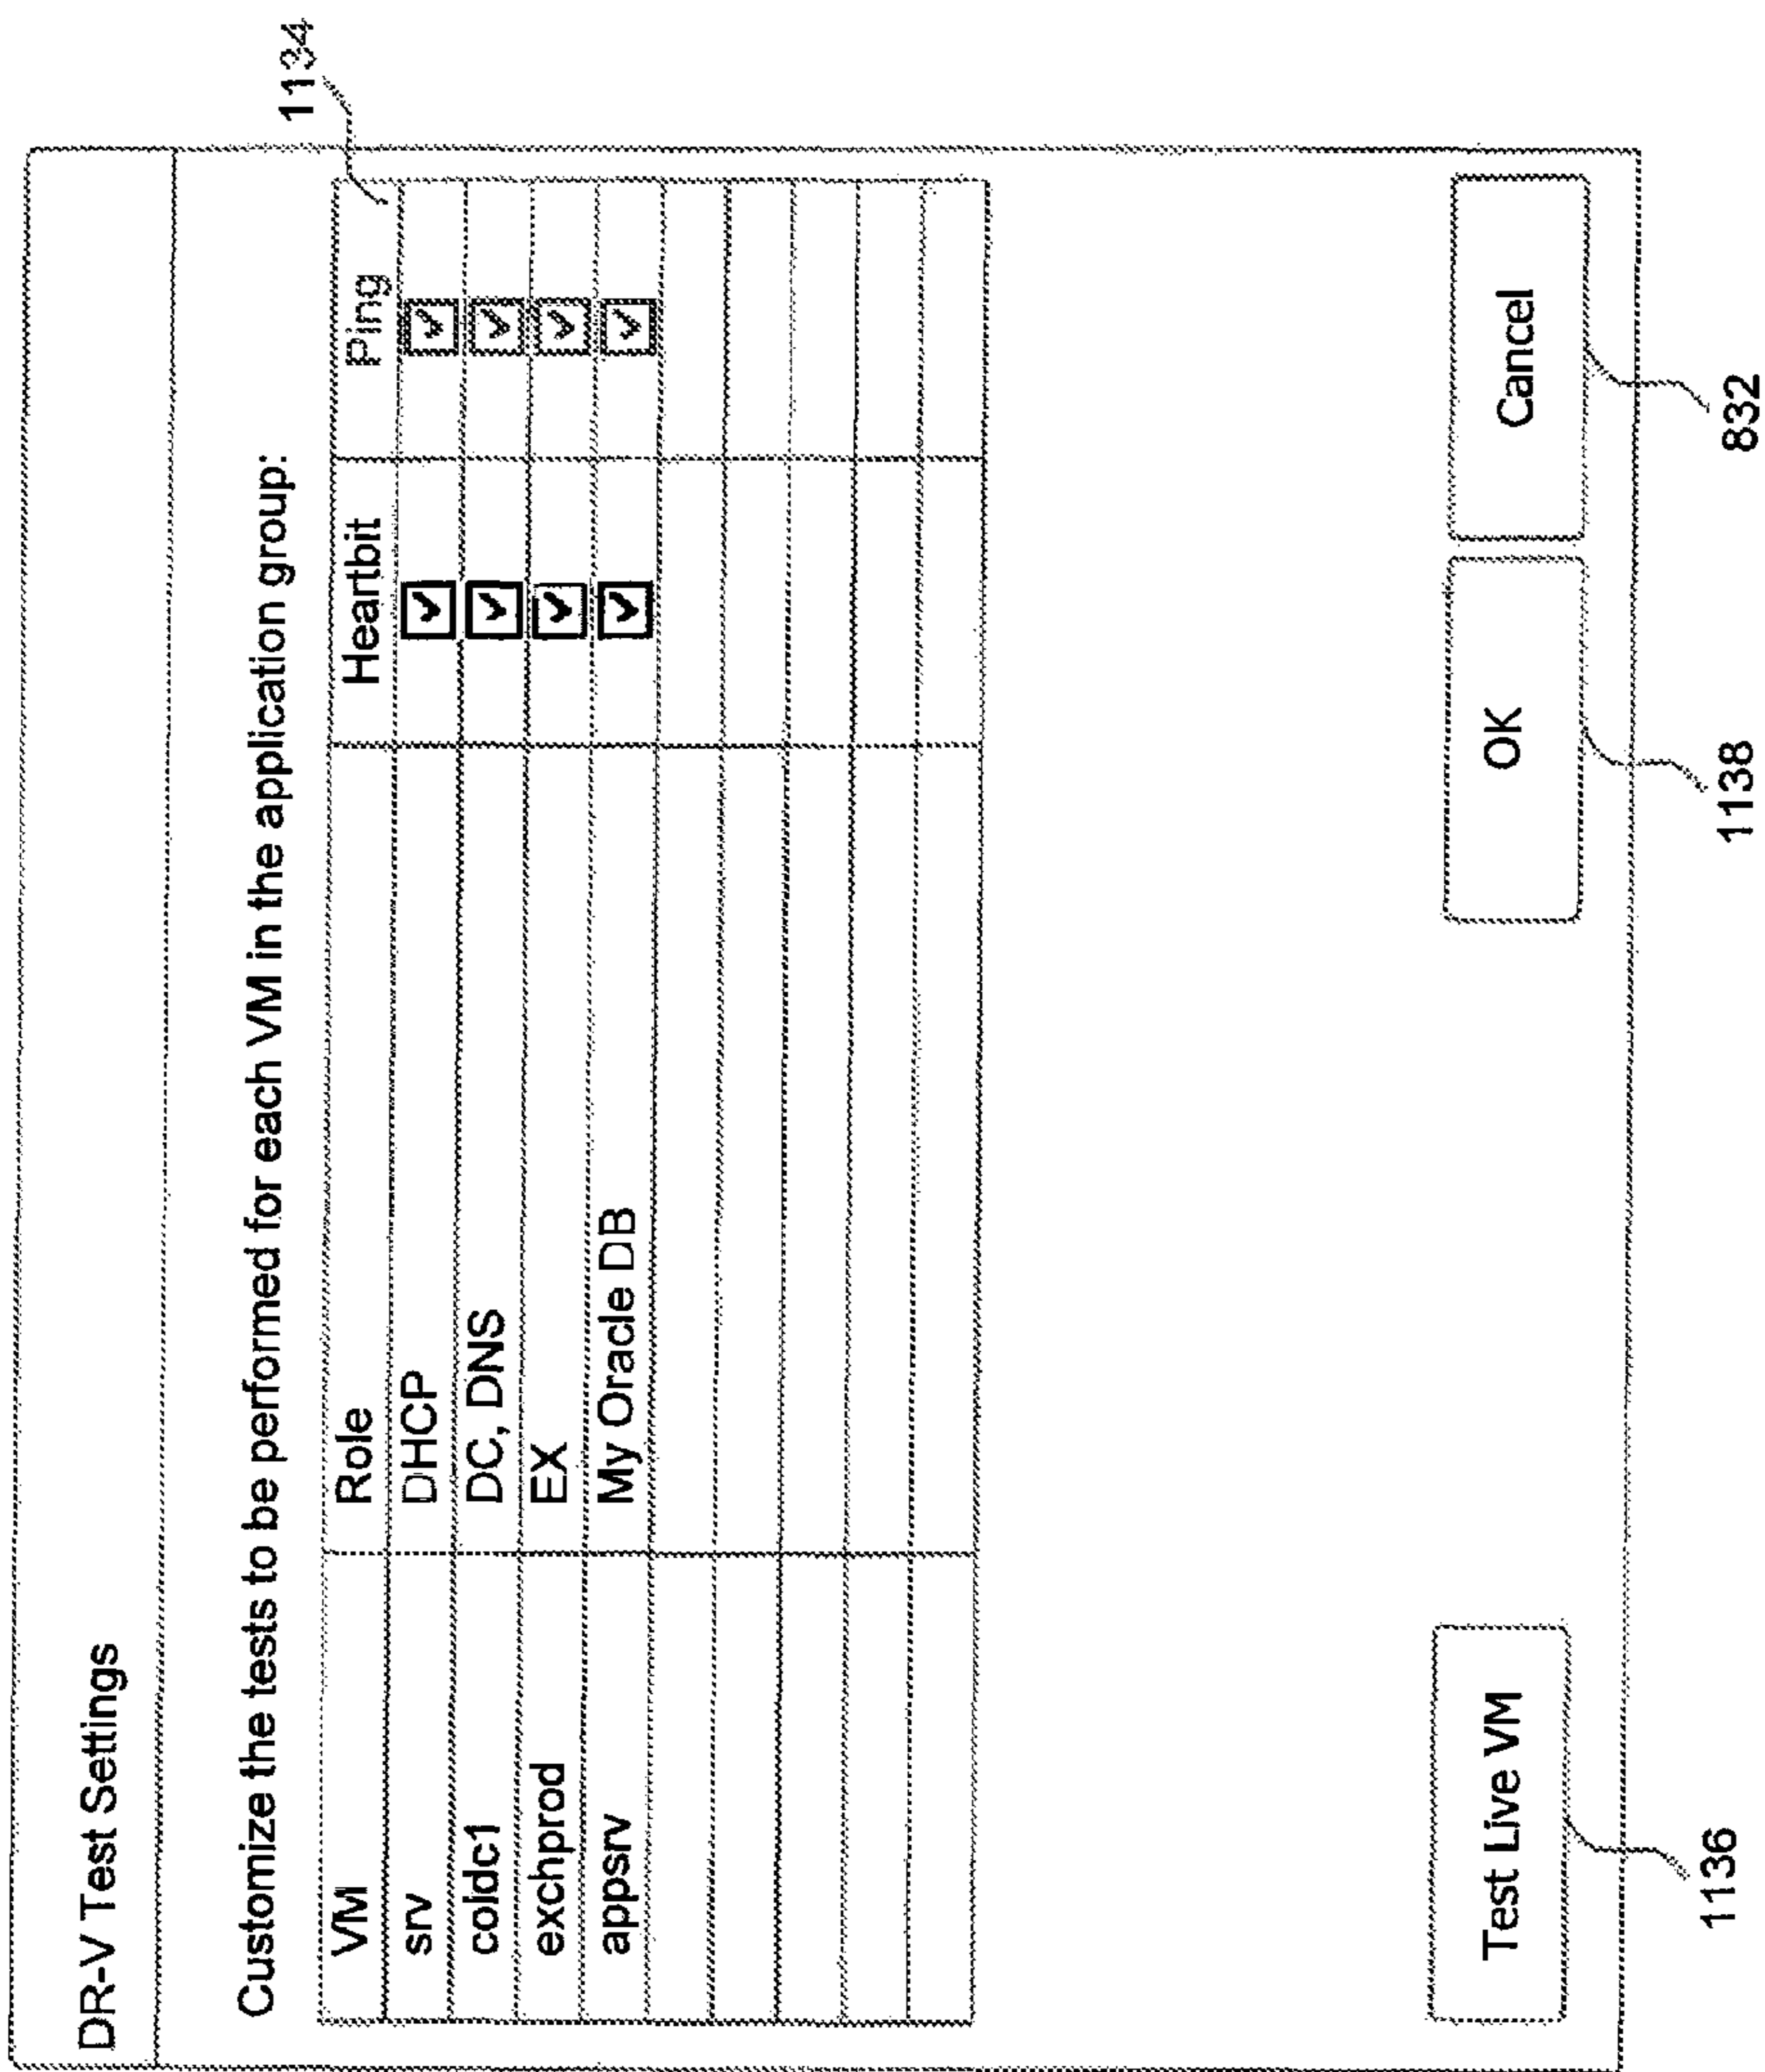 DR-V Test Settings
Customize the tests to be performed for each VM in the application group:
1134
VM Role Heartbit Ping
srv DHCP
coldc1 DC, DNS
exchprod EX
appsrv My Oracle DB
Test Live VM OK Cancel
1136 1138 832